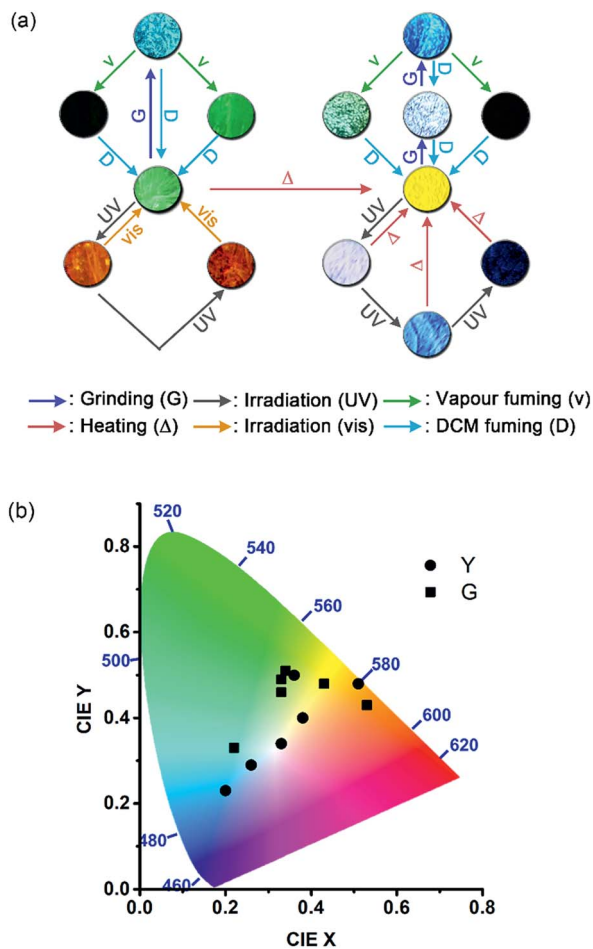 (a)
v v v v
G D G D
D D D G D D
Δ
UV vis vis UV Δ Δ Δ
UV UV UV
: Grinding (G) : Irradiation (UV) : Vapour fuming (v)
: Heating (Δ) : Irradiation (vis) : DCM fuming (D)
(b)
520
540
560
580
600
620
500
480
460
Y
G
0.8
0.6
0.4
0.2
0.0
CIE Y
0.0 0.2 0.4 0.6 0.8
CIE X